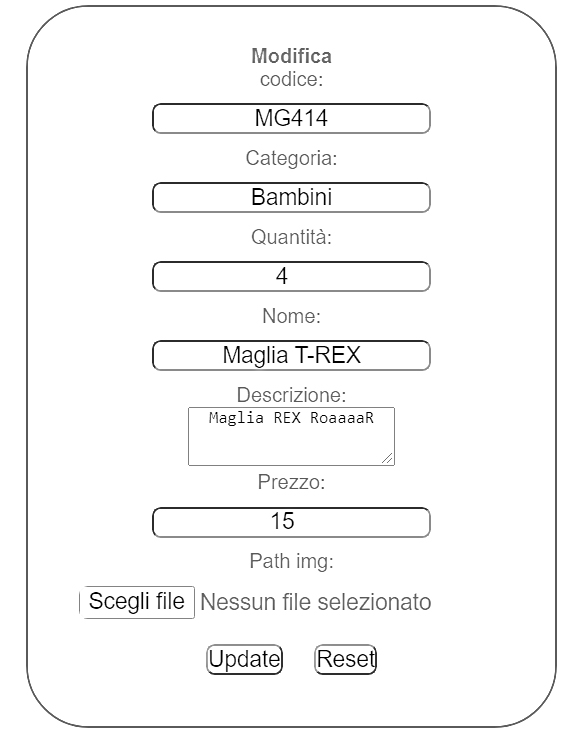 Modifica
codice:
MG414
Categoria:
Bambini
Quantità:
4
Nome:
Maglia T-REX
Descrizione:
Maglia REX RoaaaaR
Prezzo:
15
Path img:
Scegli file Nessun file selezionato
Update Reset